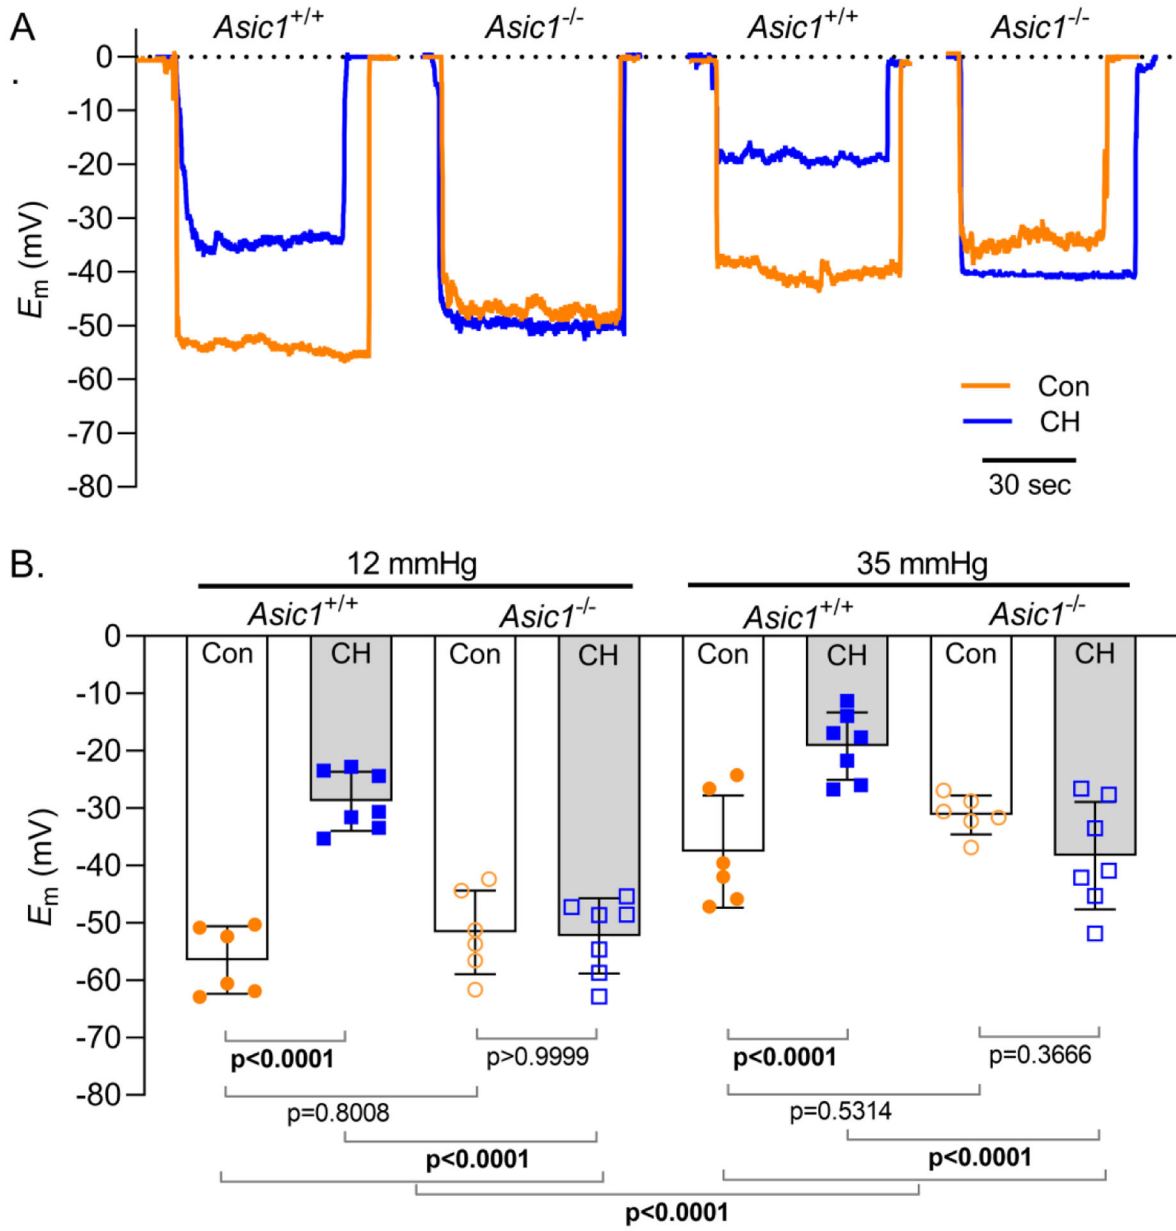 A
.
Asic1+/+ Asic1-/- Asic1+/+ Asic1-/-
0
-10
-20
-30
-40
-50
-60
-70
-80
Em (mV)
Con
CH
30 sec
B.
12 mmHg 35 mmHg
Asic1+/+ Asic1-/- Asic1+/+ Asic1-/-
Con CH Con CH Con CH Con CH
0
-10
-20
-30
-40
-50
-60
-70
-80
Em (mV)
p<0.0001 p>0.9999 p<0.0001 p=0.3666
p=0.8008 p=0.5314
p<0.0001 p<0.0001
p<0.0001